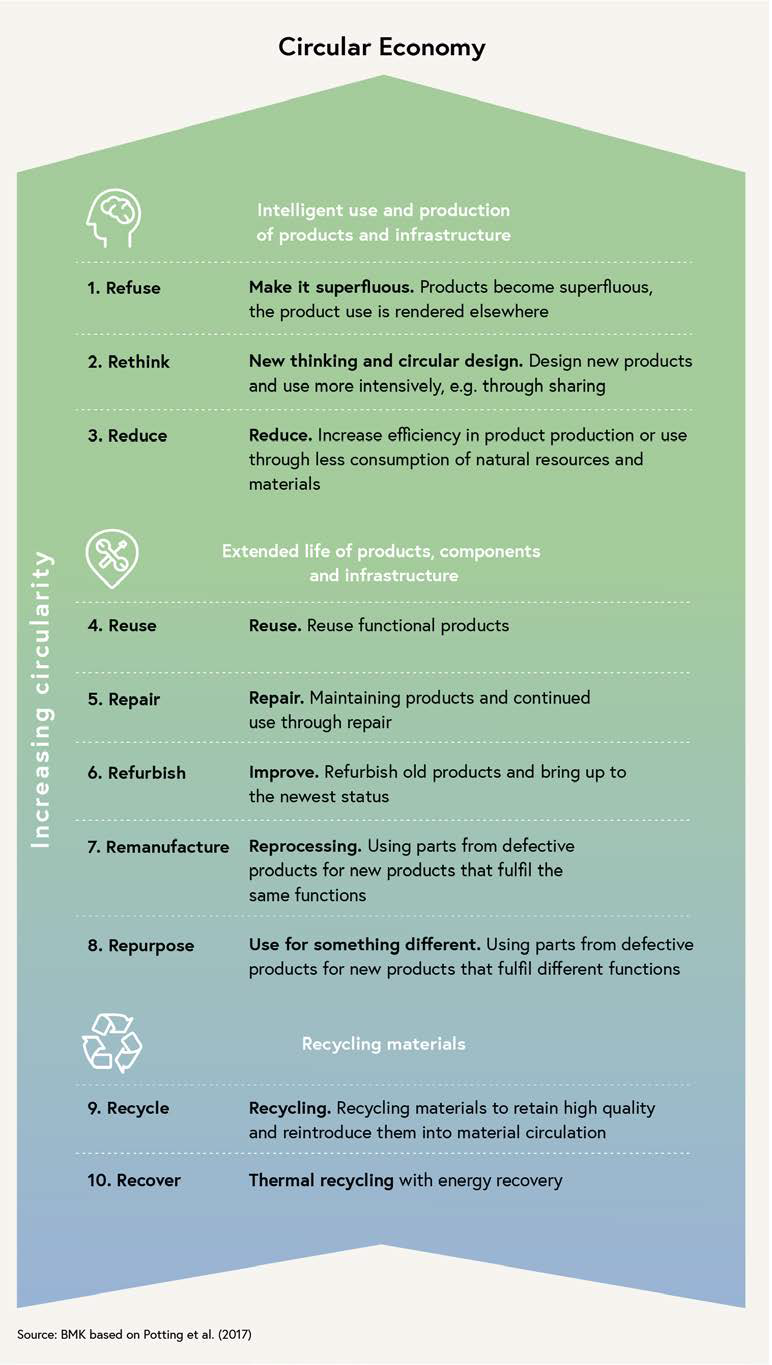 Circular Economy
Intelligent use and production
of products and infrastructure
1. Refuse
Make it superfluous. Products become superfluous,
the product use is rendered elsewhere
2. Rethink
New thinking and circular design. Design new products
and use more intensively, e.g. through sharing
3. Reduce
Reduce. Increase efficiency in product production or use
through less consumption of natural resources and
materials
Increasing circularity
Extended life of products, components
and infrastructure
4. Reuse
Reuse. Reuse functional products
5. Repair
Repair. Maintaining products and continued
use through repair
6. Refurbish
Improve. Refurbish old products and bring up to
the newest status
7. Remanufacture
Reprocessing. Using parts from defective
products for new products that fulfil the
same functions
8. Repurpose
Use for something different. Using parts from defective
products for new products that fulfil different functions
Recycling materials
9. Recycle
Recycling. Recycling materials to retain high quality
and reintroduce them into material circulation
10. Recover
Thermal recycling with energy recovery
Source: BMK based on Potting et al. (2017)